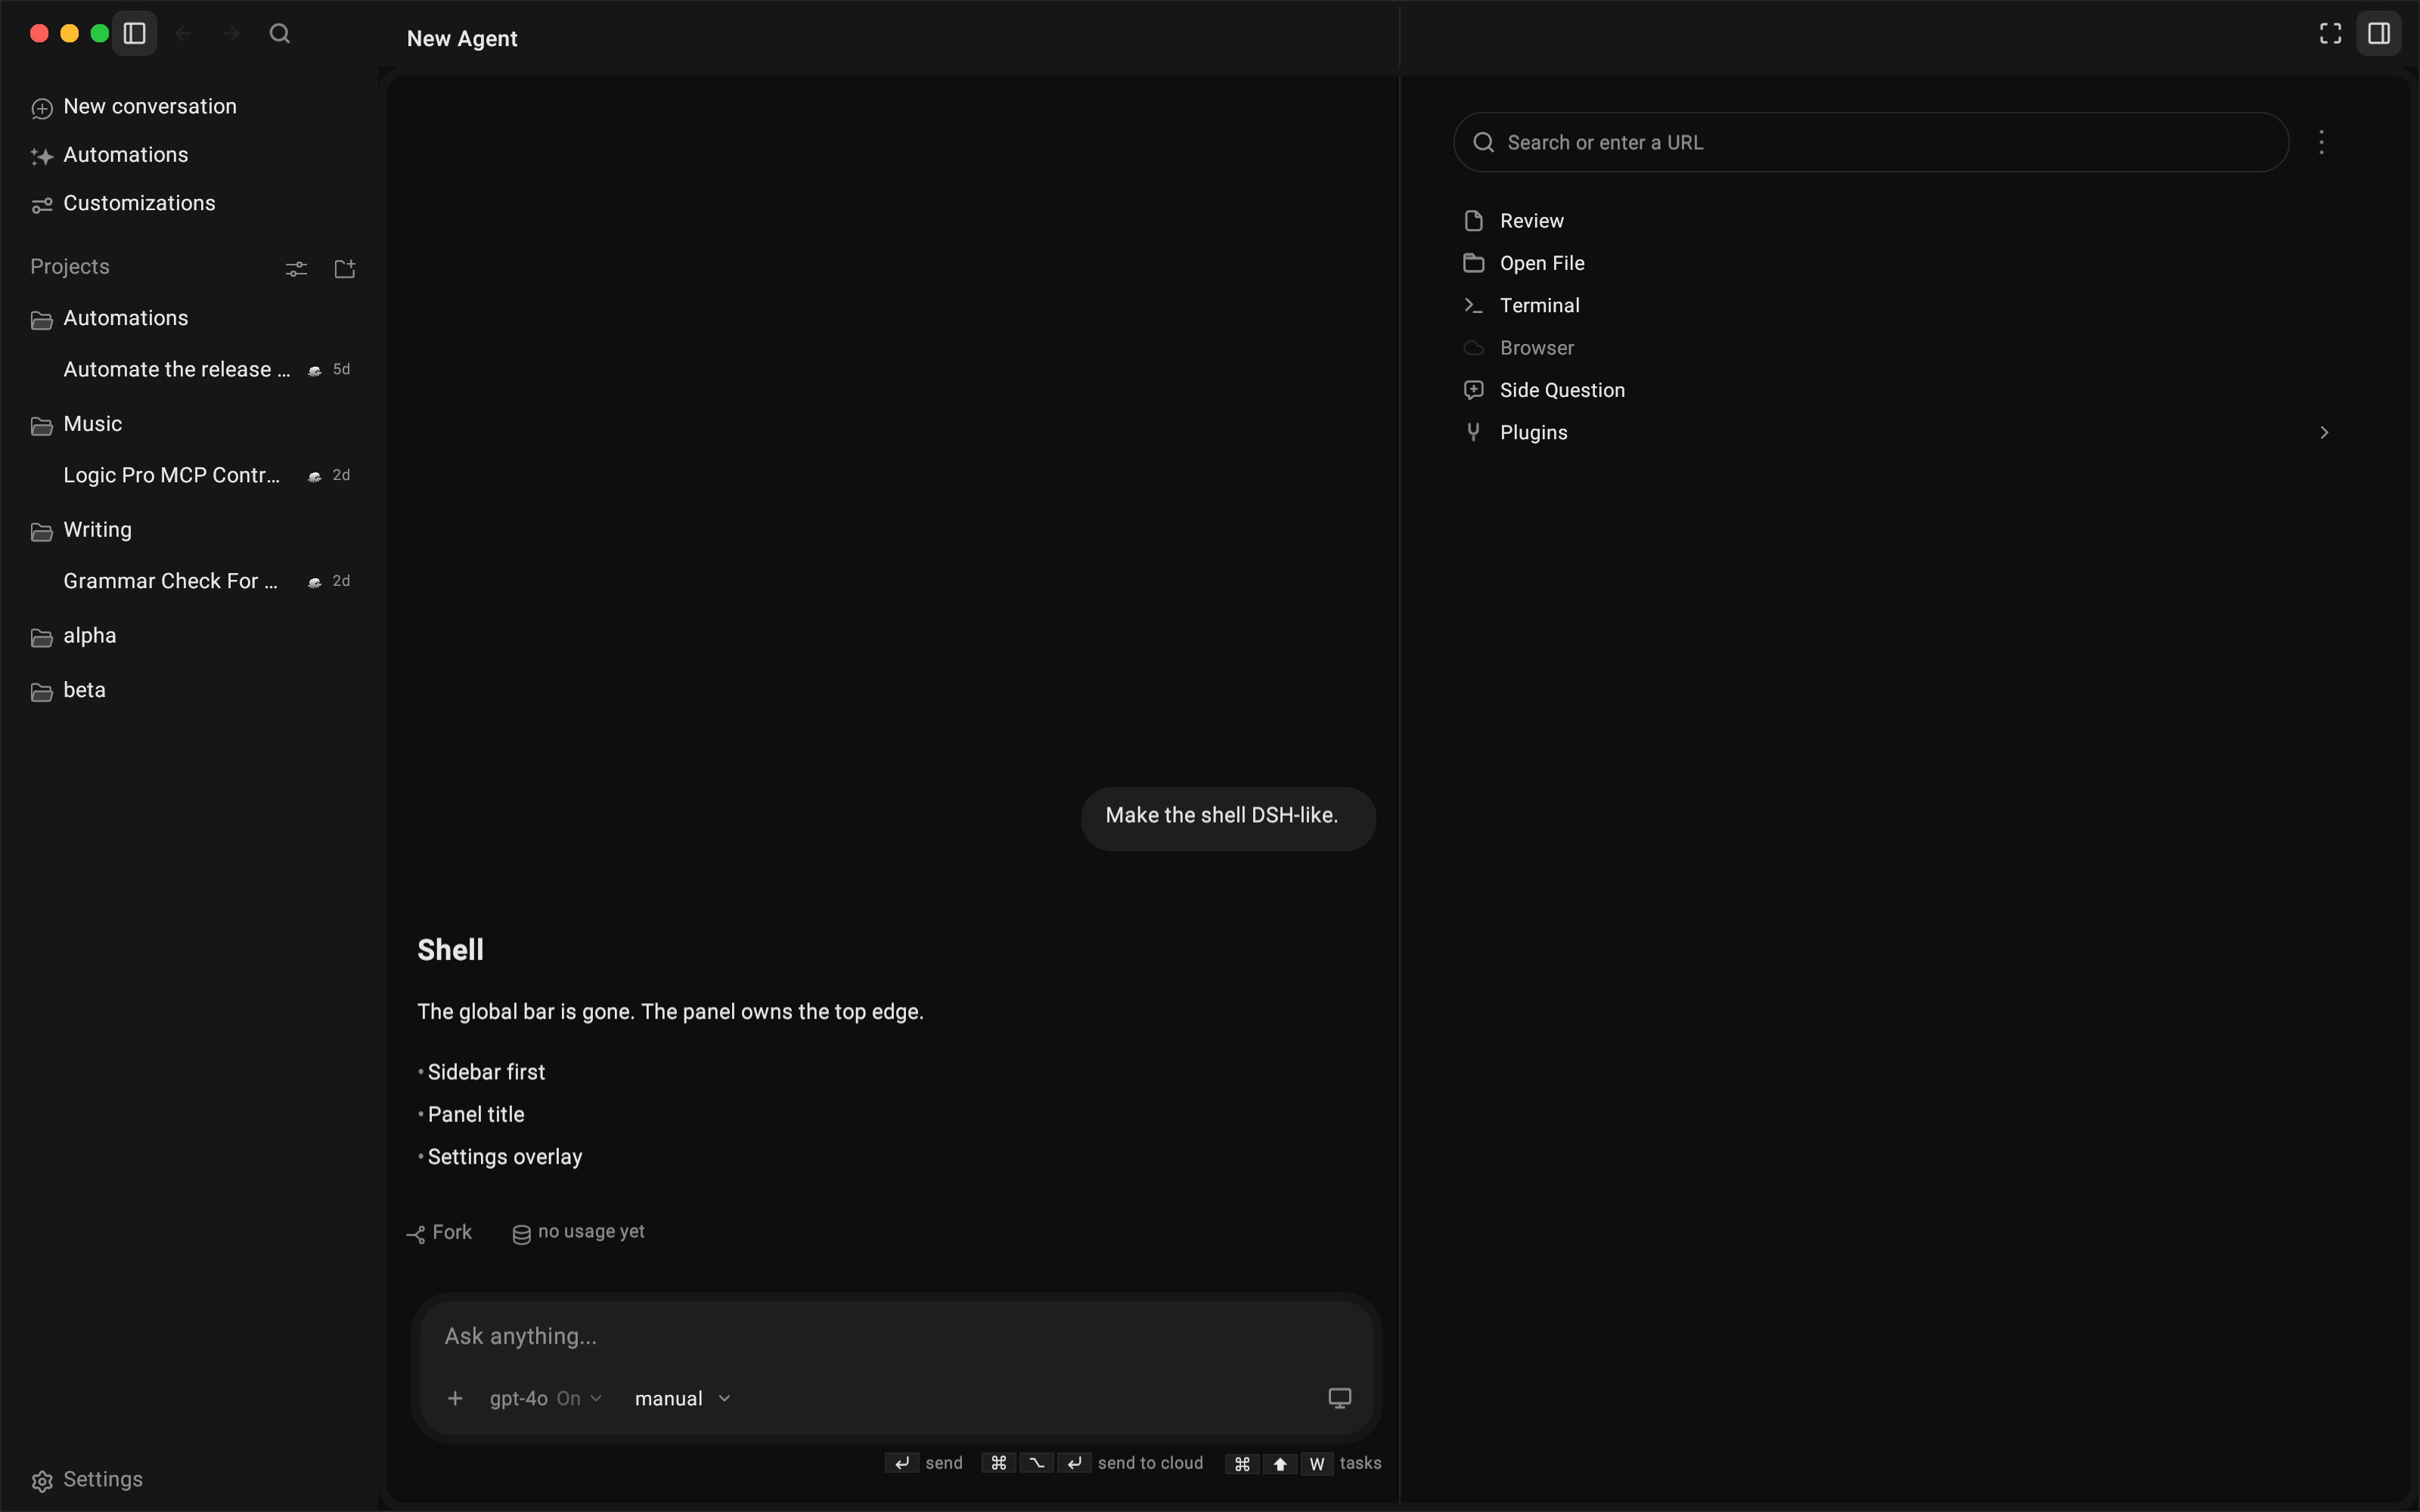 New Agent
New conversation
Automations
Customizations
Projects
Automations
Automate the release ... 5d
Music
Logic Pro MCP Contr... 2d
Writing
Grammar Check For ... 2d
alpha
beta
Settings
Make the shell DSH-like.
Shell
The global bar is gone. The panel owns the top edge.
• Sidebar first
• Panel title
• Settings overlay
Fork no usage yet
Ask anything...
+ gpt-4o On manual
↵ send ⌘ ⌥ ↵ send to cloud ⌘ ⬆ W tasks
Search or enter a URL
Review
Open File
Terminal
Browser
Side Question
Plugins